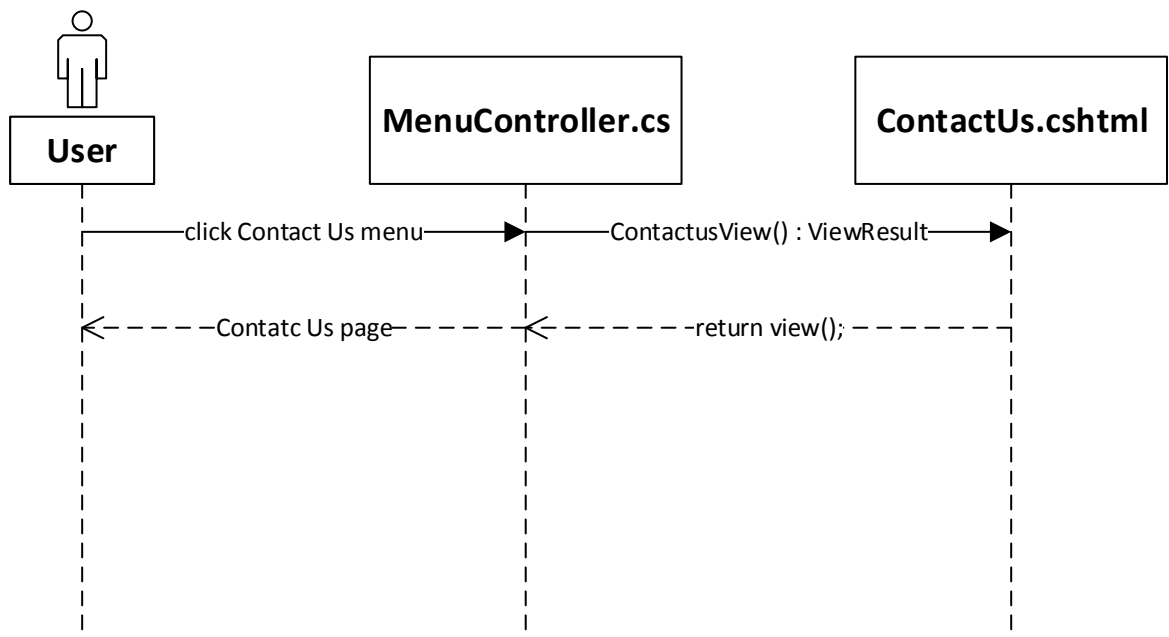 User
MenuController.cs
ContactUs.cshtml
click Contact Us menu
ContactusView() : ViewResult
Contatc Us page
return view();